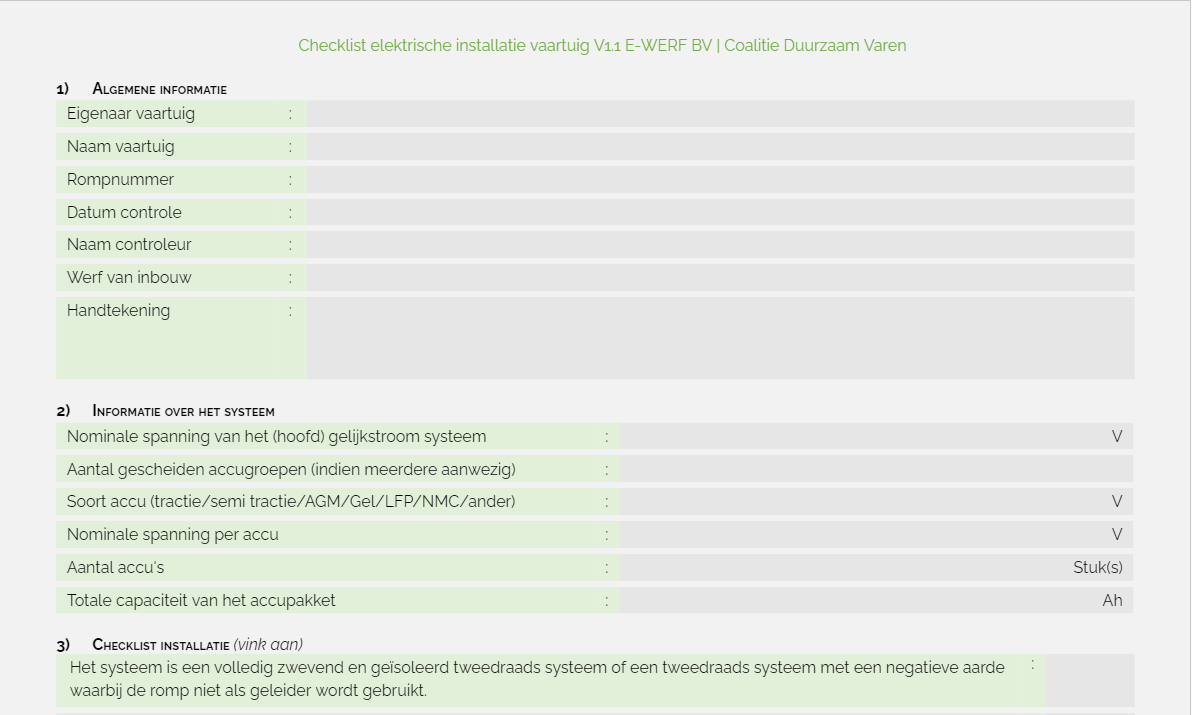 Checklist elektrische installatie vaartuig V1.1 E-WERF BV | Coalitie Duurzaam Varen
1) Algemene informatie
Eigenaar vaartuig :
Naam vaartuig :
Rompnummer :
Datum controle :
Naam controleur :
Werf van inbouw :
Handtekening :
2) Informatie over het systeem
Nominale spanning van het (hoofd) gelijkstroom systeem : V
Aantal gescheiden accugroepen (indien meerdere aanwezig) :
Soort accu (tractie/semi tractie/AGM/Gel/LFP/NMC/ander) : V
Nominale spanning per accu : V
Aantal accu's : Stuk(s)
Totale capaciteit van het accupakket : Ah
3) Checklist installatie (vink aan)
Het systeem is een volledig zwevend en geïsoleerd tweedraads systeem of een tweedraads systeem met een negatieve aarde :
waarbij de romp niet als geleider wordt gebruikt.